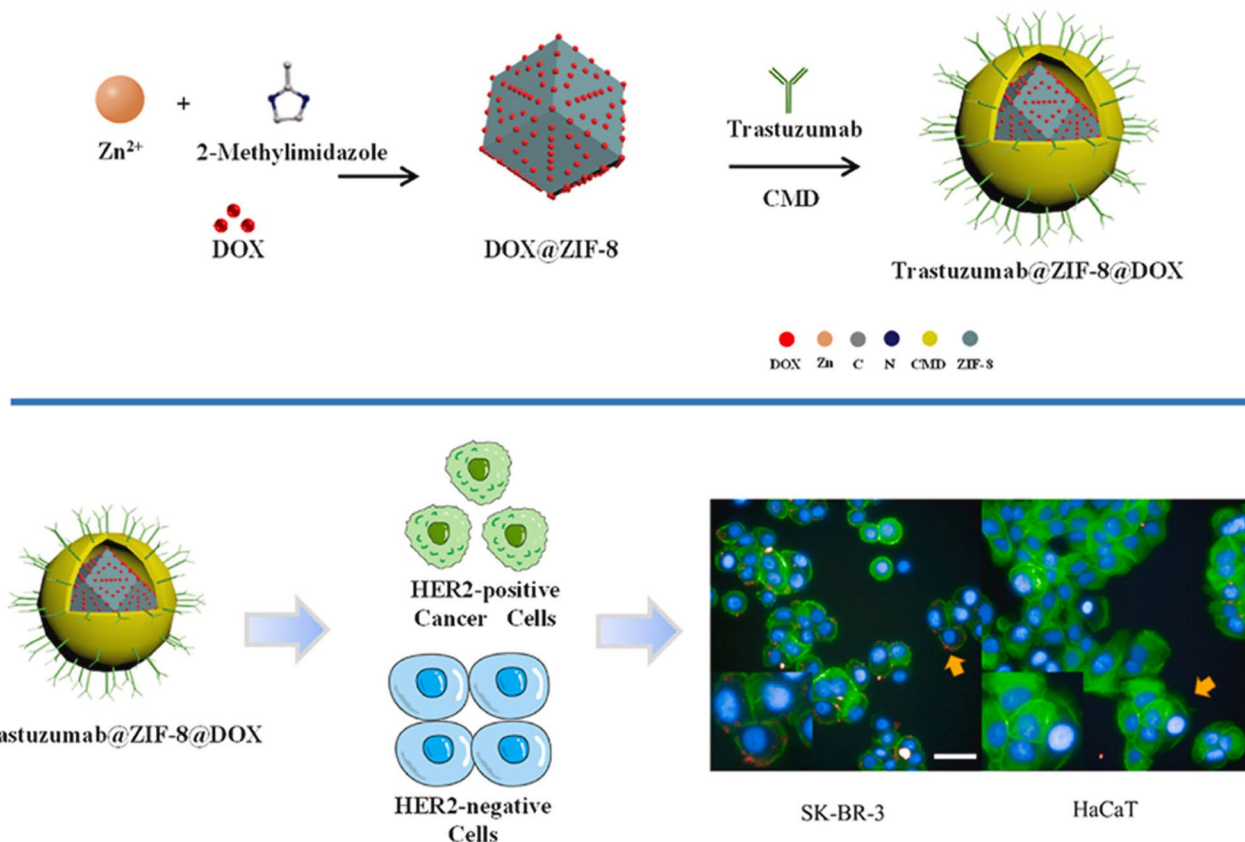 Zn²⁺
+
2-Methylimidazole
DOX
DOX@ZIF-8
Trastuzumab
CMD
Trastuzumab@ZIF-8@DOX
DOX Zn C N CMD ZIF-8
astuzumab@ZIF-8@DOX
HER2-positive
Cancer Cells
HER2-negative
Cells
SK-BR-3
HaCaT